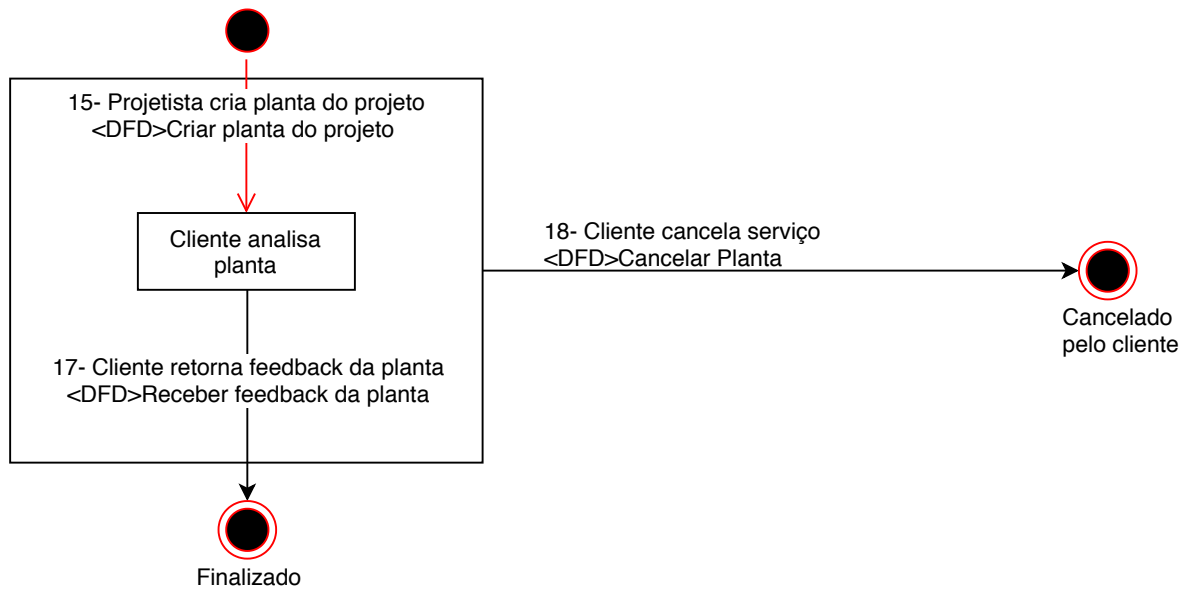 15- Projetista cria planta do projeto
<DFD>Criar planta do projeto
Cliente analisa
planta
18- Cliente cancela serviço
<DFD>Cancelar Planta
Cancelado
pelo cliente
17- Cliente retorna feedback da planta
<DFD>Receber feedback da planta
Finalizado